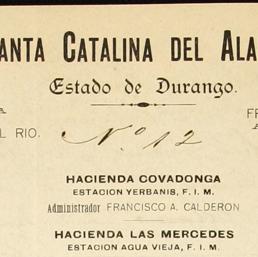 ANTA CATALINA DEL ALA
Estado de Durango.
L RIO.
FR
No. 12
HACIENDA COVADONGA
ESTACION YERBANIS, F. I. M.
Administrador FRANCISCO A. CALDERON
HACIENDA LAS MERCEDES
ESTACION AGUA VIEJA, F. I. M.